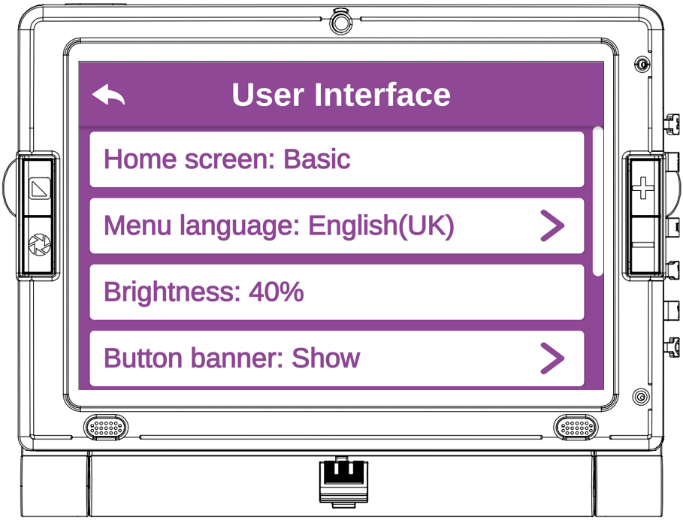 User Interface
Home screen: Basic
Menu language: English(UK)
Brightness: 40%
Button banner: Show